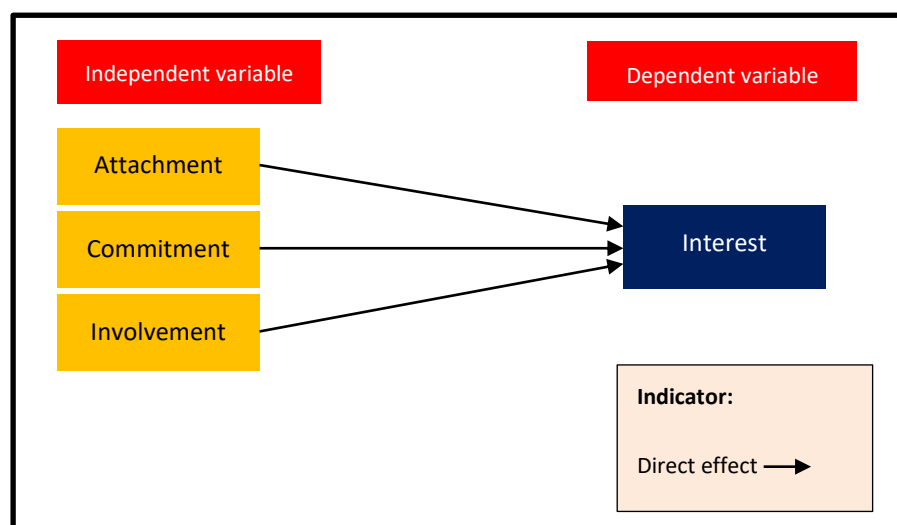 Independent variable
Dependent variable
Attachment
Commitment
Interest
Involvement
Indicator:
Direct effect